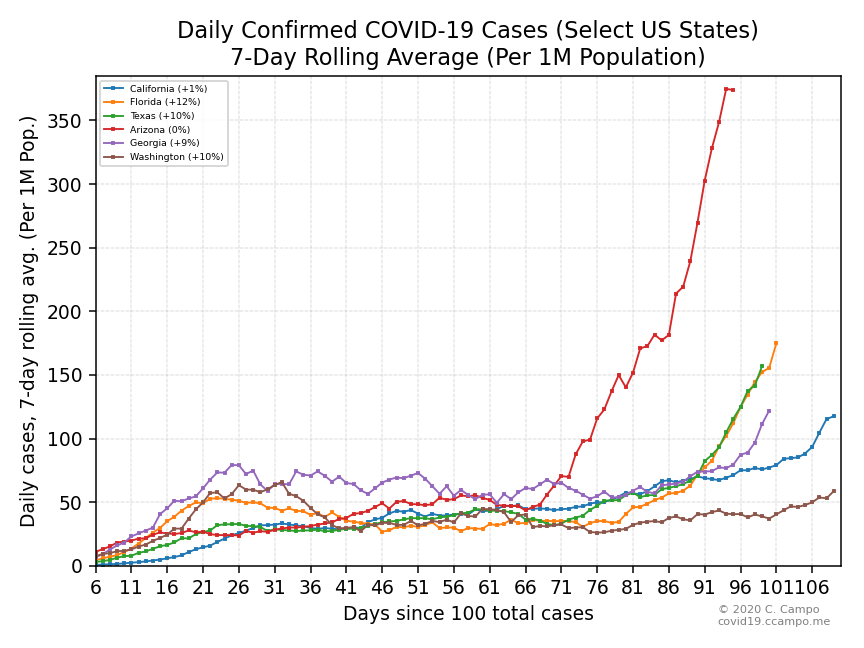 Daily Confirmed COVID-19 Cases (Select US States)
7-Day Rolling Average (Per 1M Population)
Daily cases, 7-day rolling avg. (Per 1M Pop.)
350
300
250
200
150
100
50
0
California (+1%)
Florida (+12%)
Texas (+10%)
Arizona (0%)
Georgia (+9%)
Washington (+10%)
6 11 16 21 26 31 36 41 46 51 56 61 66 71 76 81 86 91 96 101 106
Days since 100 total cases
© 2020 C. Campo
covid19.ccampo.me